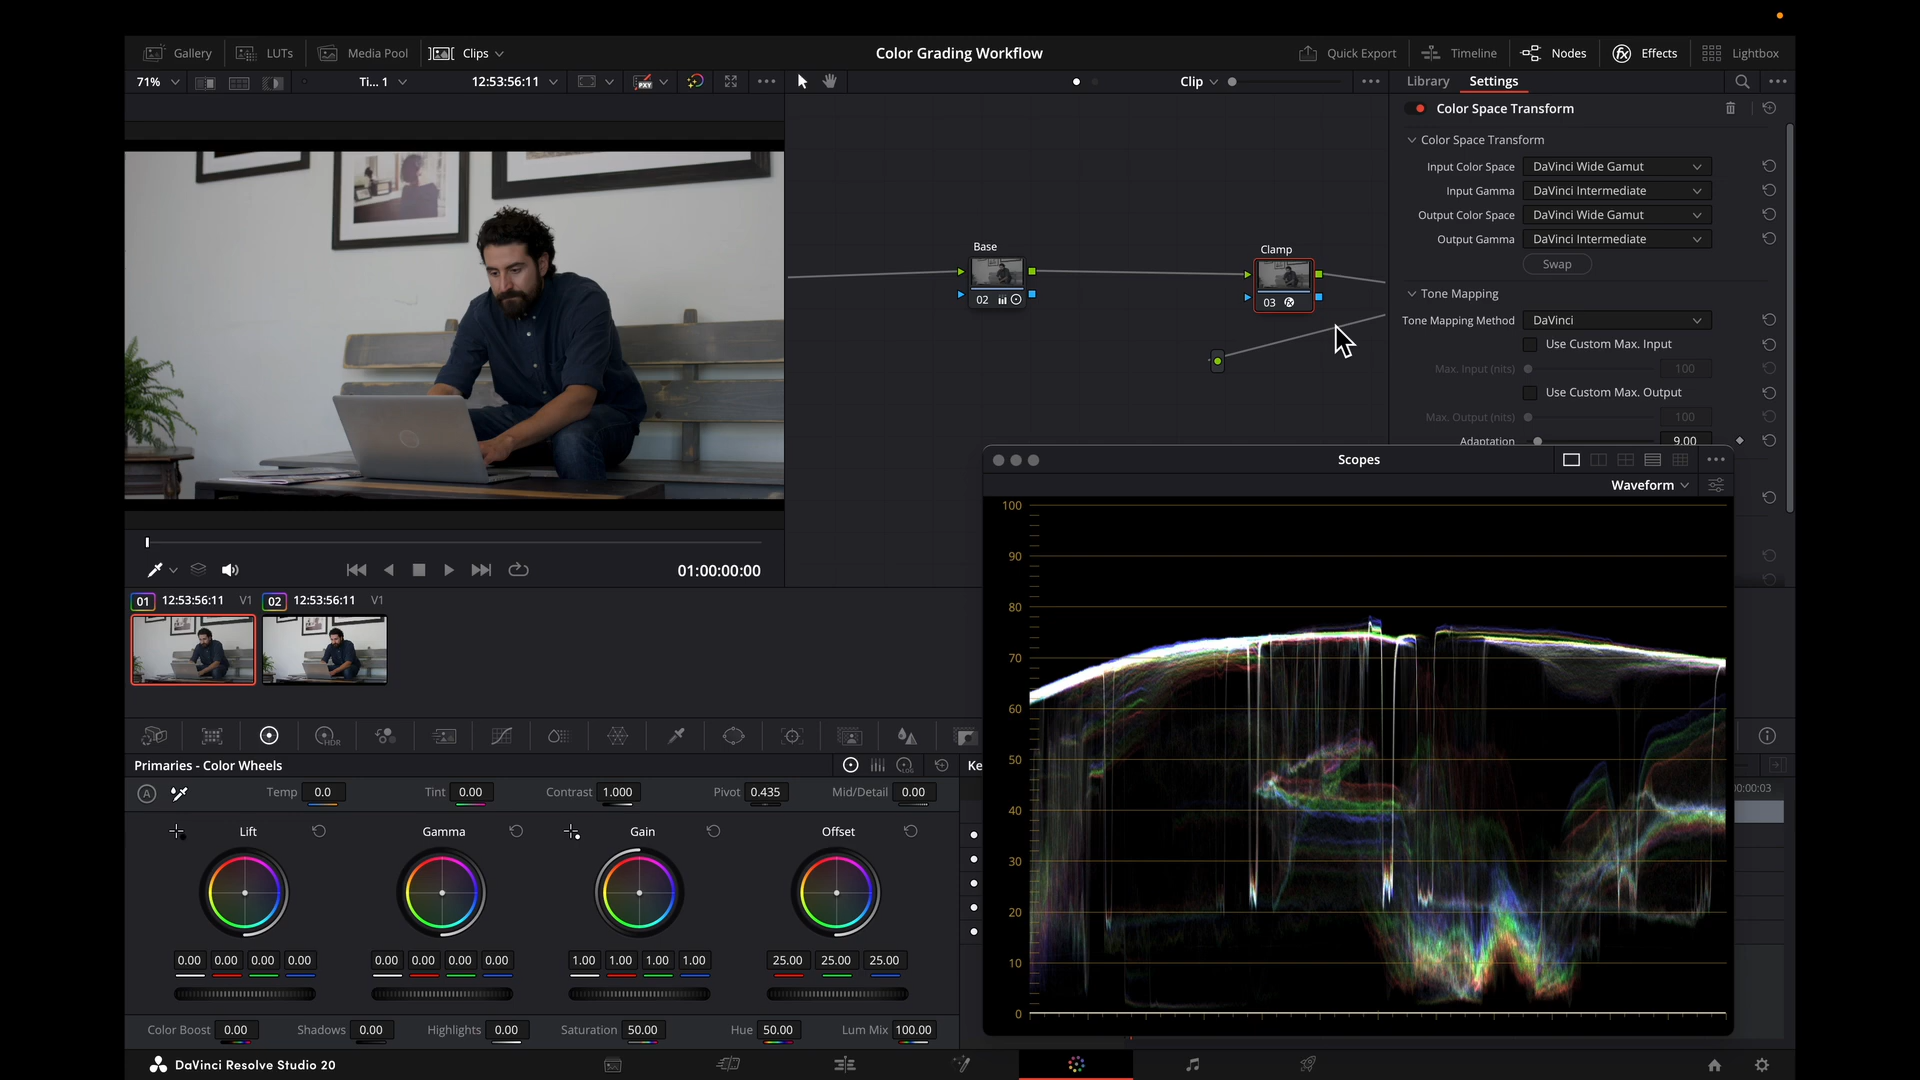 Gallery LUTs Media Pool Clips Color Grading Workflow Quick Export Timeline Nodes Effects Lightbox
71% Ti... 1 12:53:56:11 Clip Library Settings
Color Space Transform
Color Space Transform
Input Color Space DaVinci Wide Gamut
Input Gamma DaVinci Intermediate
Output Color Space DaVinci Wide Gamut
Output Gamma DaVinci Intermediate
Swap
Tone Mapping
Tone Mapping Method DaVinci
Use Custom Max. Input
Max. Input (nits) 100
Use Custom Max. Output
Max. Output (nits) 100
Adaptation 9.00
Base
02
Clamp
03
PXY
01:00:00:00
01 12:53:56:11 V1 02 12:53:56:11 V1
HDR
Scopes
Waveform
100
90
80
70
60
50
40
30
20
10
0
Primaries - Color Wheels
LOG
Ke
A Temp 0.0 Tint 0.00 Contrast 1.000 Pivot 0.435 Mid/Detail 0.00
00:00:03
Lift Gamma Gain Offset
0.00 0.00 0.00 0.00 0.00 0.00 0.00 0.00 1.00 1.00 1.00 1.00 25.00 25.00 25.00
Color Boost 0.00 Shadows 0.00 Highlights 0.00 Saturation 50.00 Hue 50.00 Lum Mix 100.00
DaVinci Resolve Studio 20